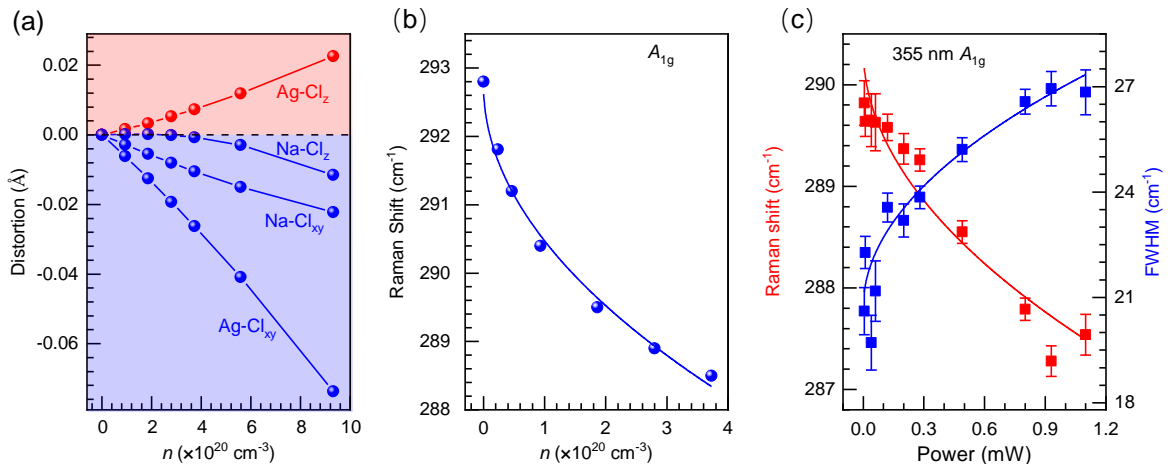 (a)
0.02
0.00
-0.02
-0.04
-0.06
Distortion (Å)
Ag-Cl_z
Na-Cl_z
Na-Cl_xy
Ag-Cl_xy
0 2 4 6 8 10
n (×10^20 cm^-3)
(b)
A_1g
293
292
291
290
289
288
Raman Shift (cm^-1)
0 1 2 3 4
n (×10^20 cm^-3)
(c)
355 nm A_1g
290
289
288
287
Raman shift (cm^-1)
27
24
21
18
FWHM (cm^-1)
0.0 0.3 0.6 0.9 1.2
Power (mW)